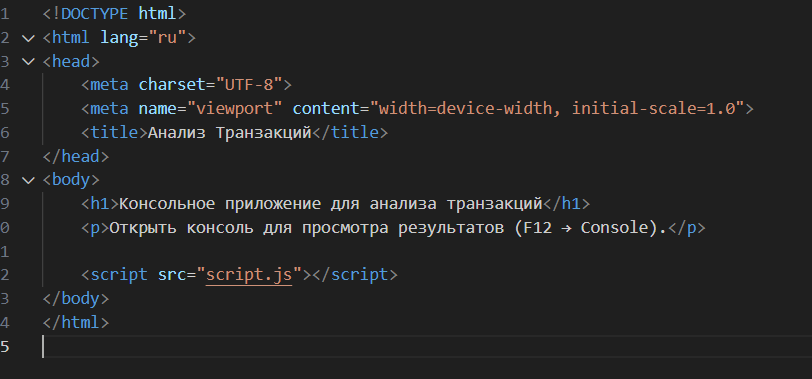 1 <!DOCTYPE html>
2 <html lang="ru">
3 <head>
4     <meta charset="UTF-8">
5     <meta name="viewport" content="width=device-width, initial-scale=1.0">
6     <title>Анализ Транзакций</title>
7 </head>
8 <body>
9     <h1>Консольное приложение для анализа транзакций</h1>
0     <p>Открыть консоль для просмотра результатов (F12 → Console).</p>
1
2     <script src="script.js"></script>
3 </body>
4 </html>
5